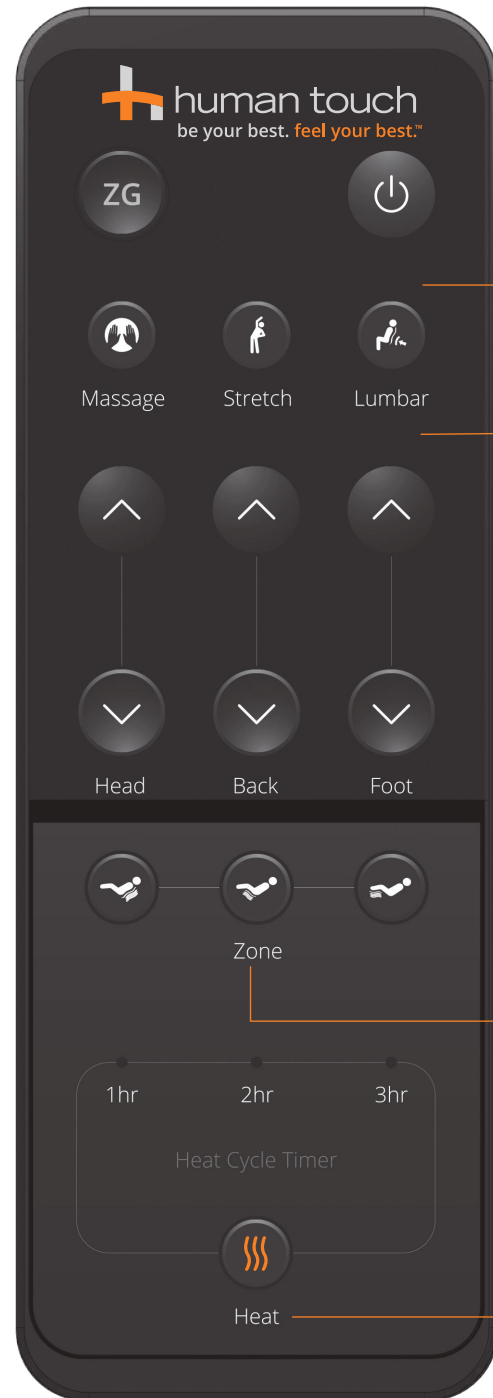 human touch
be your best. feel your best.™
ZG
Massage Stretch Lumbar
Head Back Foot
Zone
1hr 2hr 3hr
Heat Cycle Timer
Heat